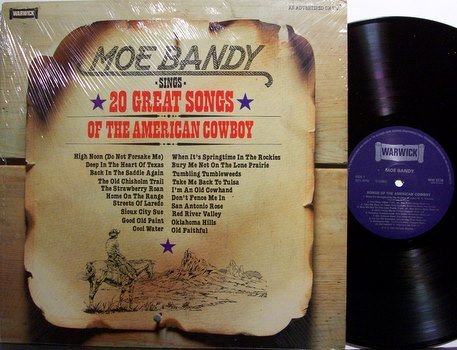 WARWICK
AS ADVERTISED ON
MOE BANDY
SINGS
20 GREAT SONGS
OF THE AMERICAN COWBOY
High Noon (Do Not Forsake Me)
Deep In The Heart Of Texas
Back In The Saddle Again
The Old Chisholm Trail
The Strawberry Roan
Home On The Range
Streets Of Laredo
Sioux City Sue
Good Old Paint
Cool Water
When It's Springtime In The Rockies
Bury Me Not On The Lone Prairie
Tumbling Tumbleweeds
Take Me Back To Tulsa
I'm An Old Cowhand
Don't Fence Me In
San Antonio Rose
Red River Valley
Oklahoma Hills
Old Faithful
WARWICK
MOE BANDY
SONGS OF THE AMERICAN COWBOY